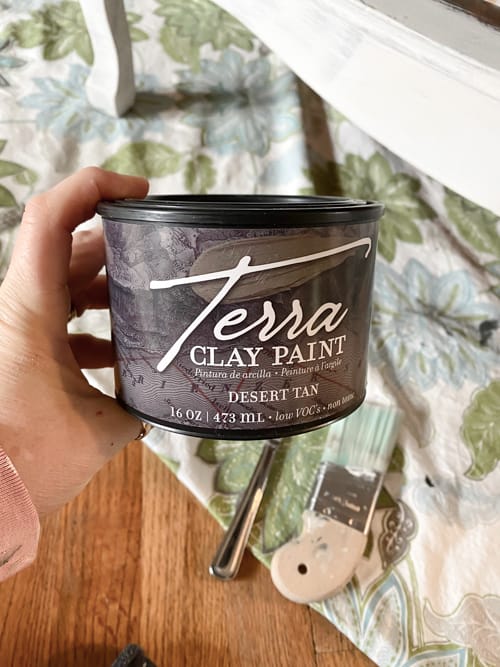 Terra
CLAY PAINT
Pintura de arcilla • Peinture à l'argile
DESERT TAN
16 OZ | 473 mL • low VOC's • non toxic